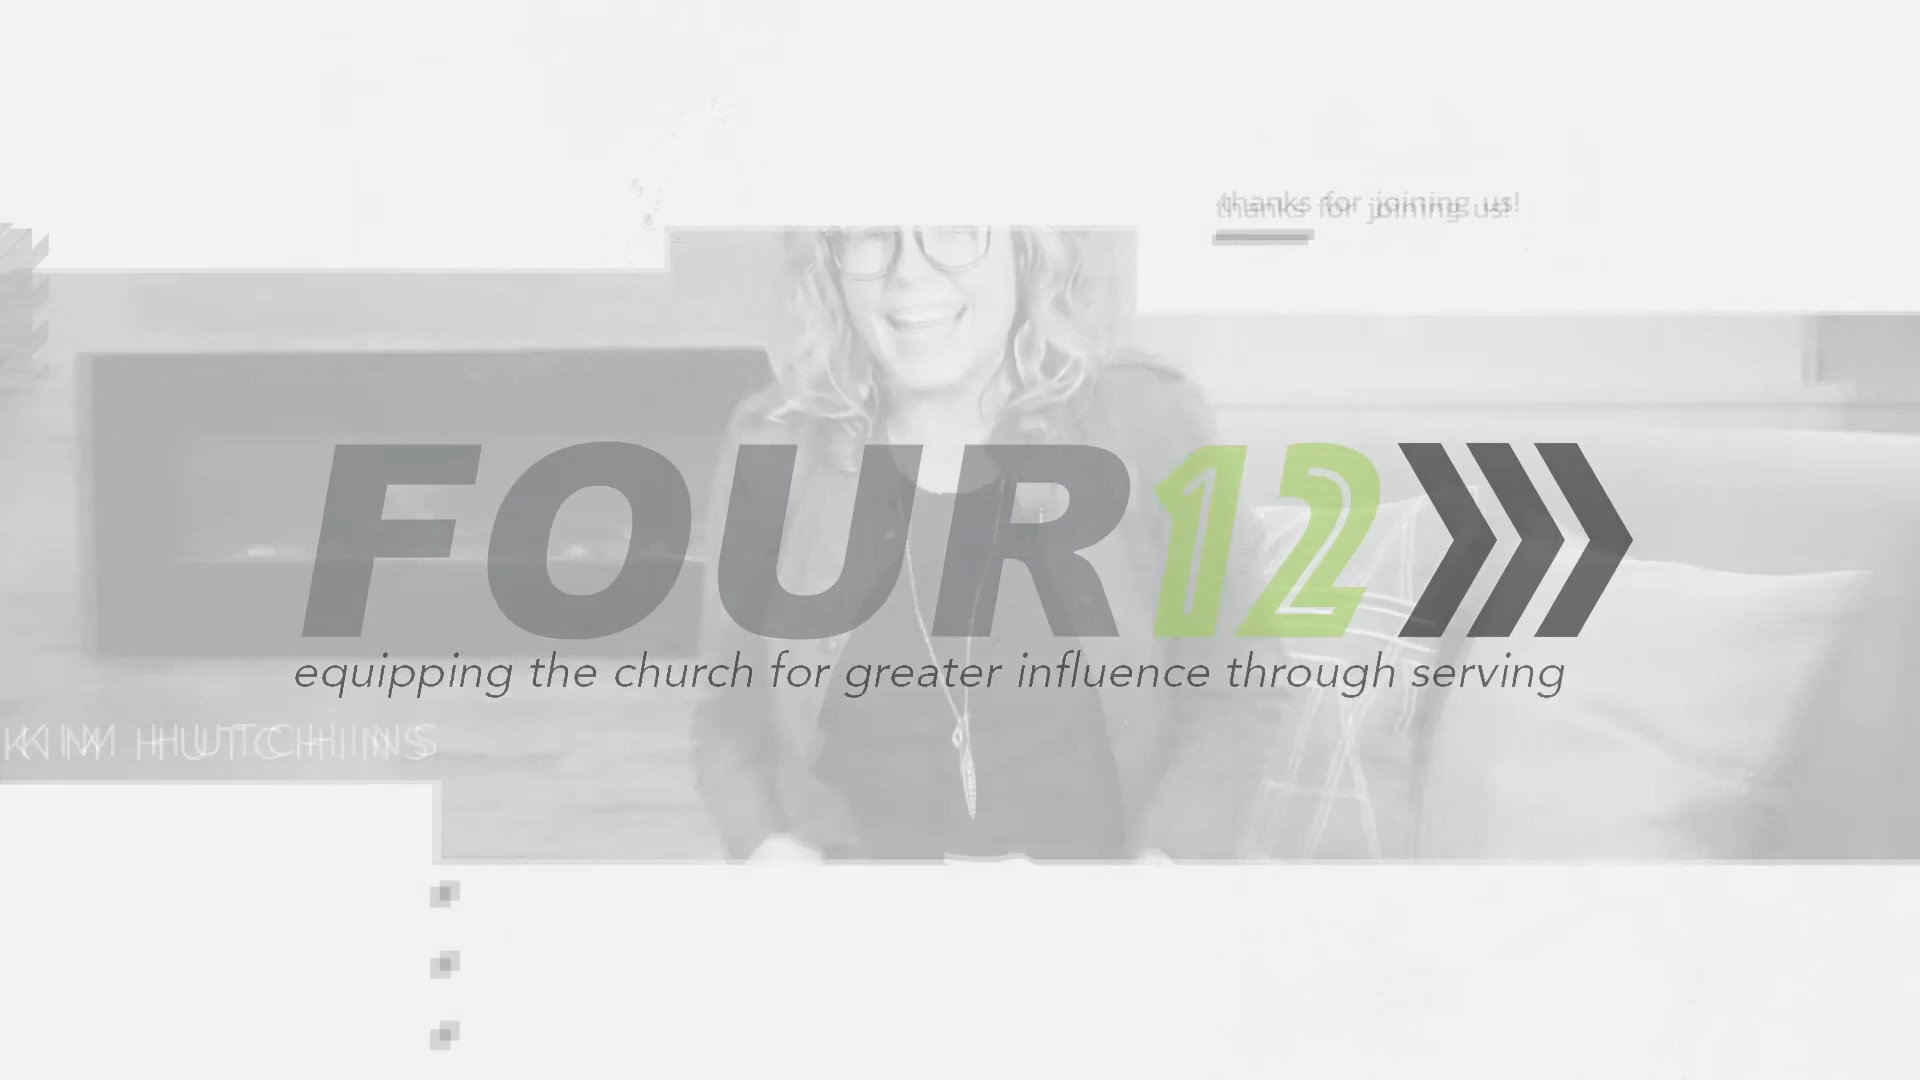 thanks for joining us!
FOUR12
equipping the church for greater influence through serving
KIM HUTCHINS